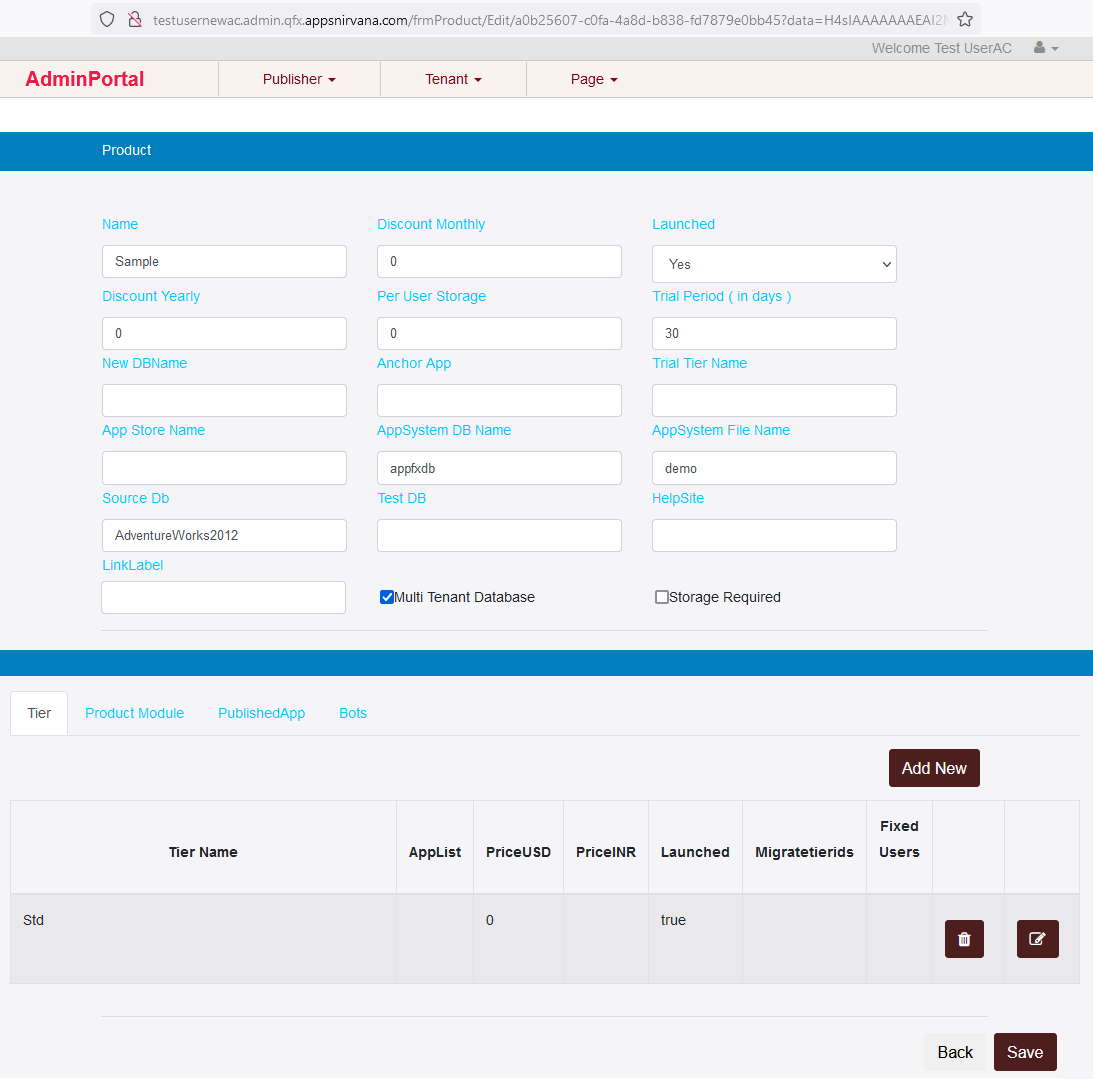 testusernewac.admin.qfx.appsnirvana.com/frmProduct/Edit/a0b25607-c0fa-4a8d-b838-fd7879e0bb45?data=H4sIAAAAAAAEAI2
Welcome Test UserAC
AdminPortal Publisher Tenant Page
Product
Name Discount Monthly Launched
Sample 0 Yes
Discount Yearly Per User Storage Trial Period ( in days )
0 0 30
New DBName Anchor App Trial Tier Name
App Store Name AppSystem DB Name AppSystem File Name
appfxdb demo
Source Db Test DB HelpSite
AdventureWorks2012
LinkLabel
Multi Tenant Database Storage Required
Tier Product Module PublishedApp Bots
Add New
Tier Name AppList PriceUSD PriceINR Launched Migratetierids Fixed Users
Std 0 true
Back Save